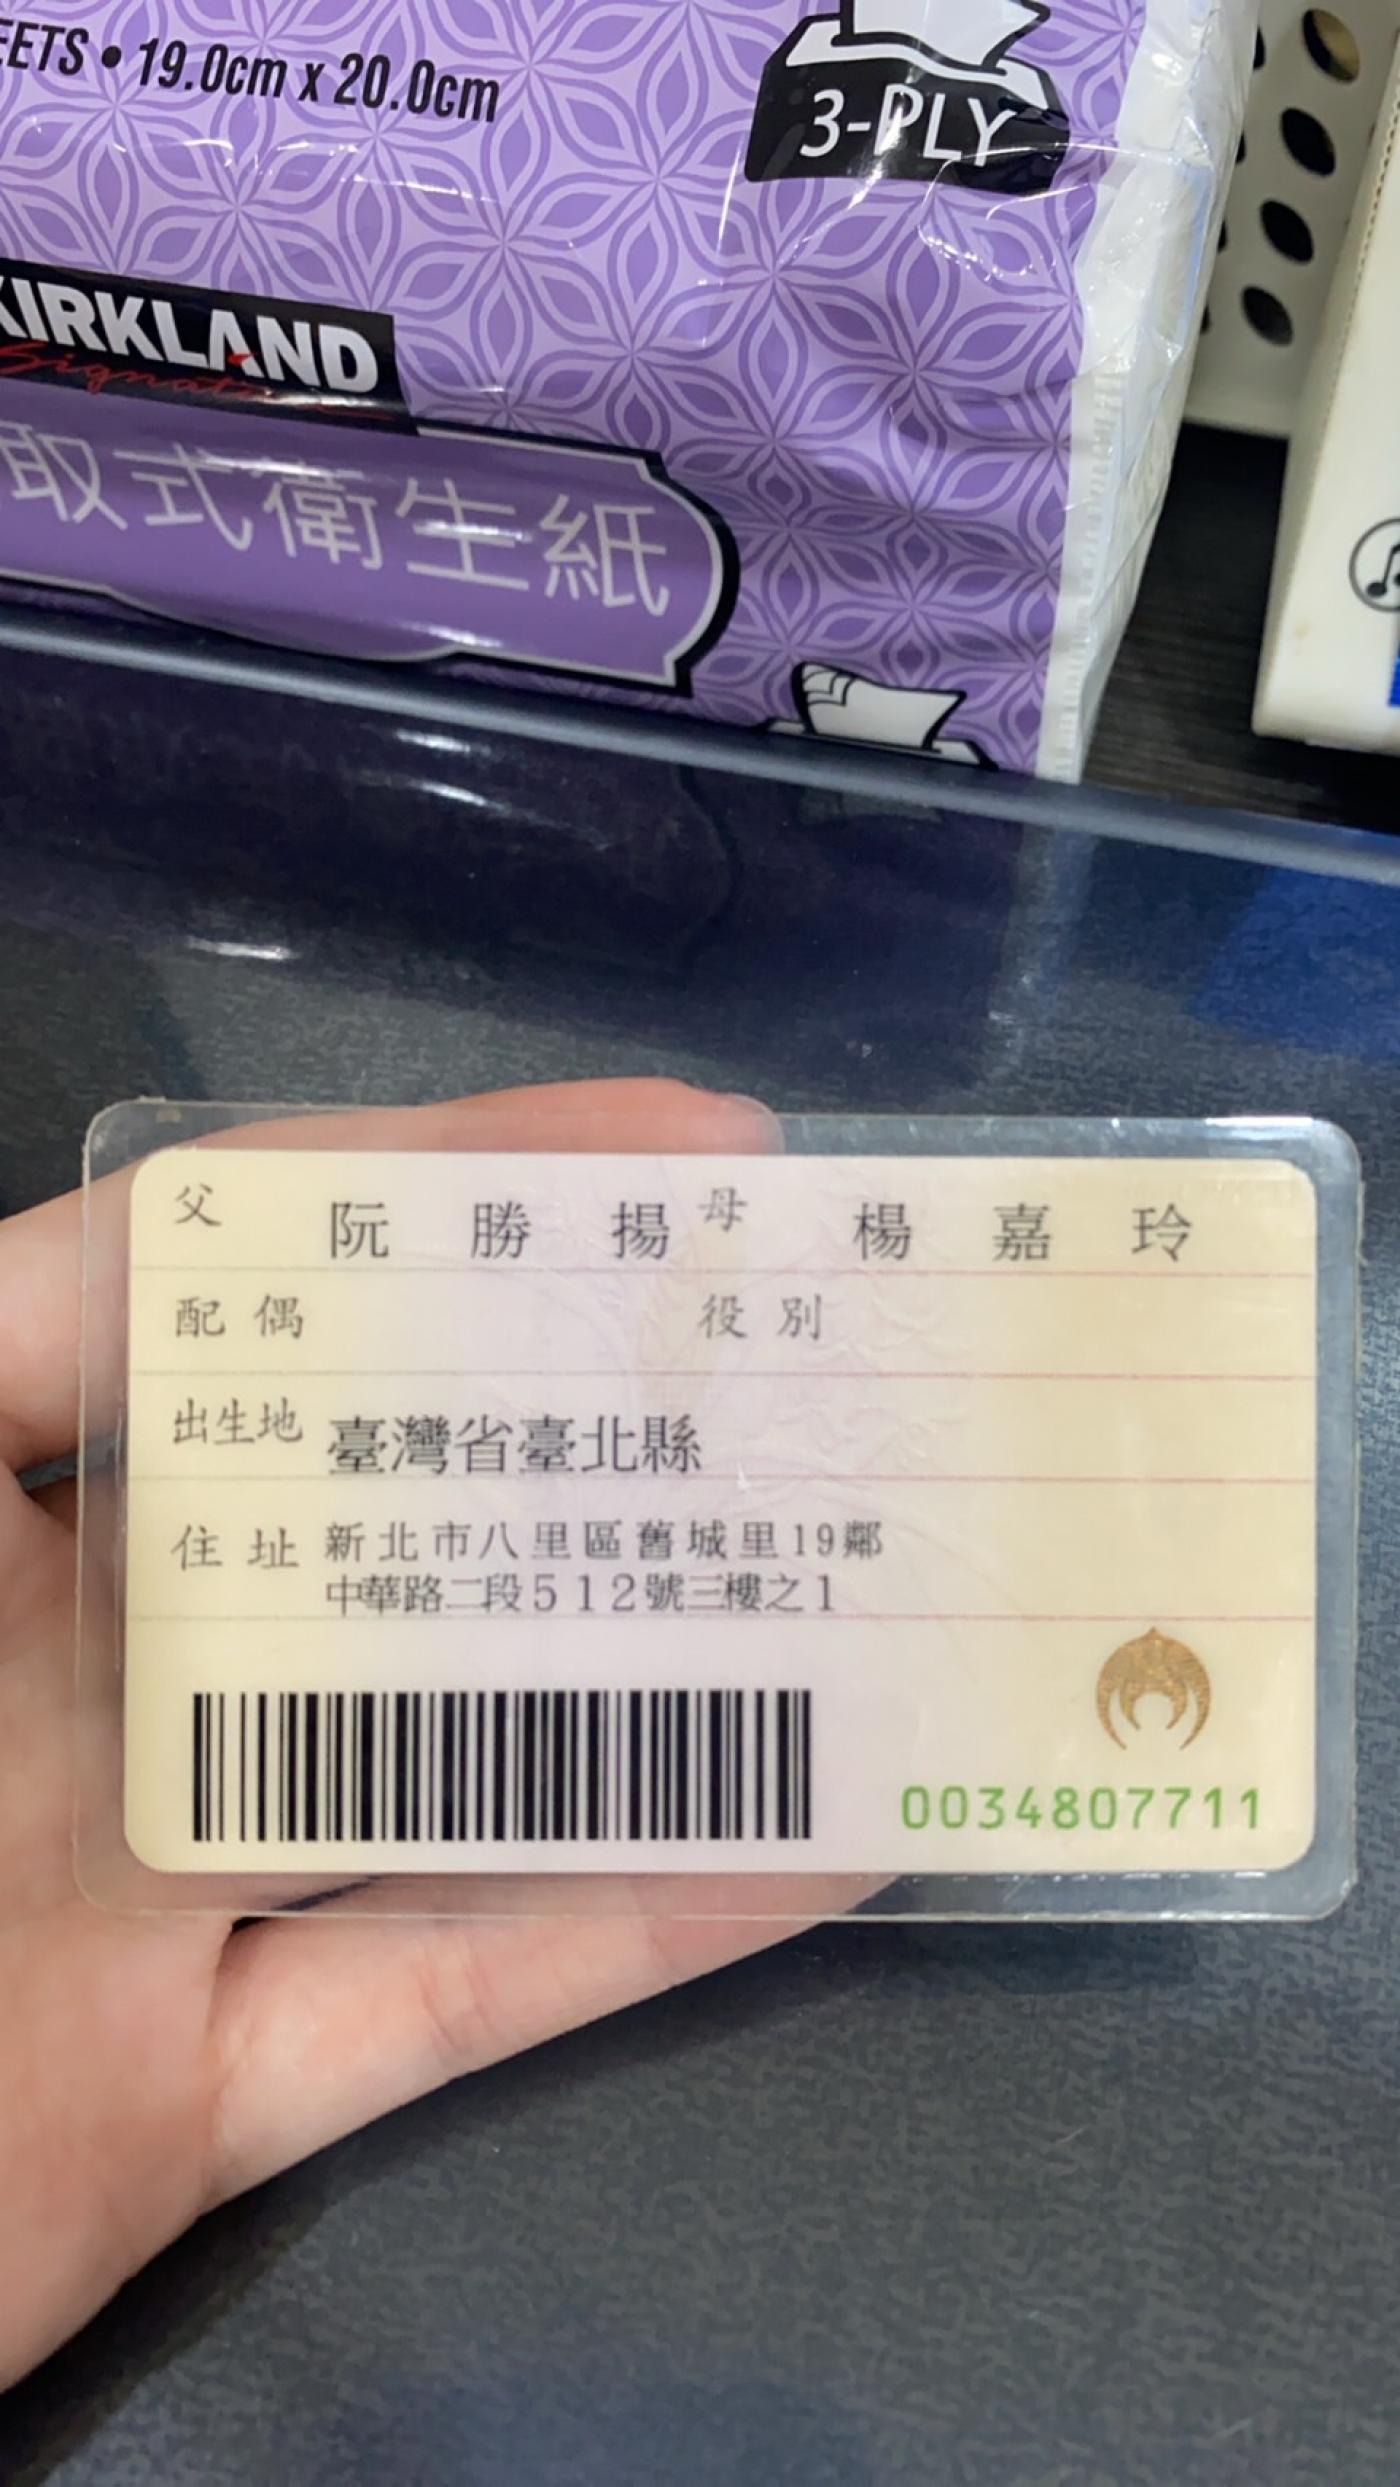 EETS • 19.0cm x 20.0cm
3-PLY
KIRKLAND
Signature
取式衛生紙
父 阮勝揚 母 楊嘉玲
配偶 役別
出生地 臺灣省臺北縣
住址 新北市八里區舊城里19鄰
中華路二段512號三樓之1
0034807711